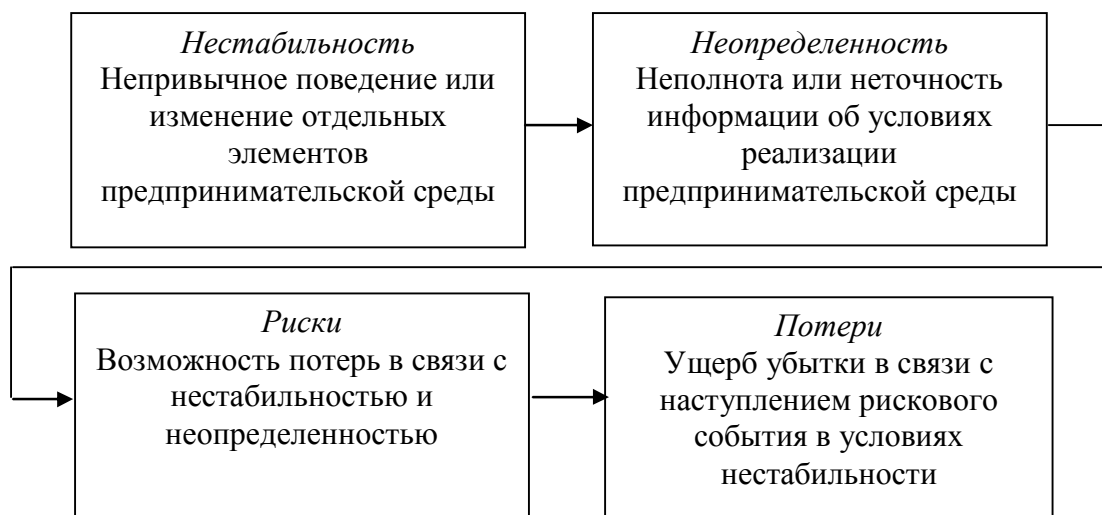 Нестабильность
Непривычное поведение или
изменение отдельных
элементов
предпринимательской среды
Неопределенность
Неполнота или неточность
информации об условиях
реализации
предпринимательской среды
Риски
Возможность потерь в связи с
нестабильностью и
неопределенностью
Потери
Ущерб убытки в связи с
наступлением рискового
события в условиях
нестабильности